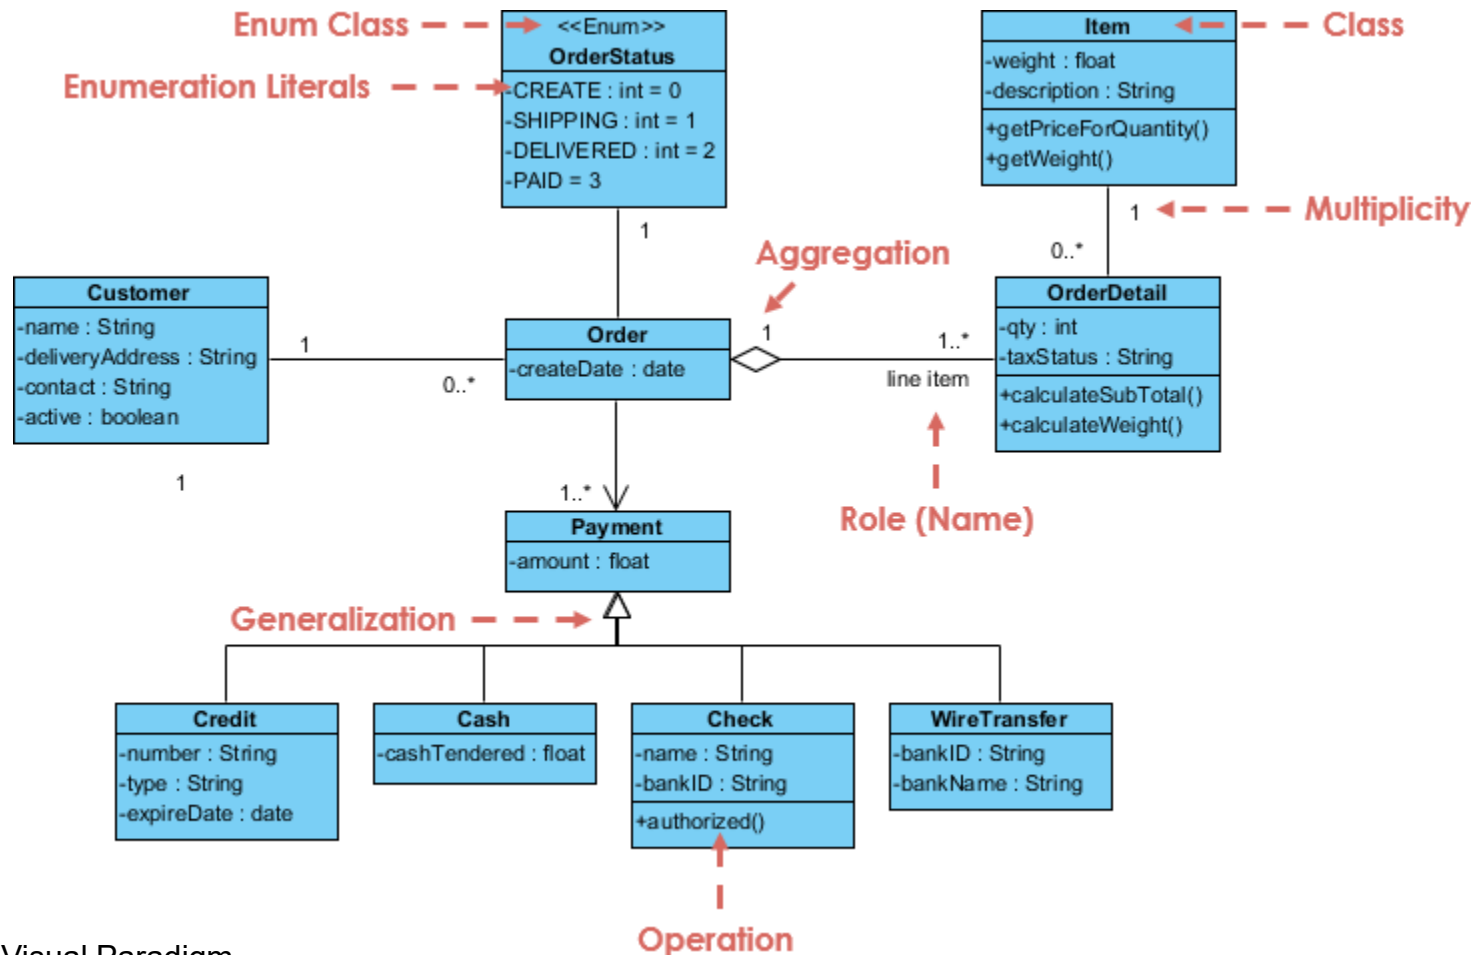 Enum Class
<<Enum>>
OrderStatus
Enumeration Literals
-CREATE : int = 0
-SHIPPING : int = 1
-DELIVERED : int = 2
-PAID = 3
Item
Class
-weight : float
-description : String
+getPriceForQuantity()
+getWeight()
1
Multiplicity
0..*
1
Aggregation
Customer
-name : String
-deliveryAddress : String
-contact : String
-active : boolean
1
0..*
Order
-createDate : date
1
1..*
line item
OrderDetail
-qty : int
-taxStatus : String
+calculateSubTotal()
+calculateWeight()
Role (Name)
1
1..*
Payment
-amount : float
Generalization
Credit
-number : String
-type : String
-expireDate : date
Cash
-cashTendered : float
Check
-name : String
-bankID : String
+authorized()
WireTransfer
-bankID : String
-bankName : String
Operation
Visual Paradigm